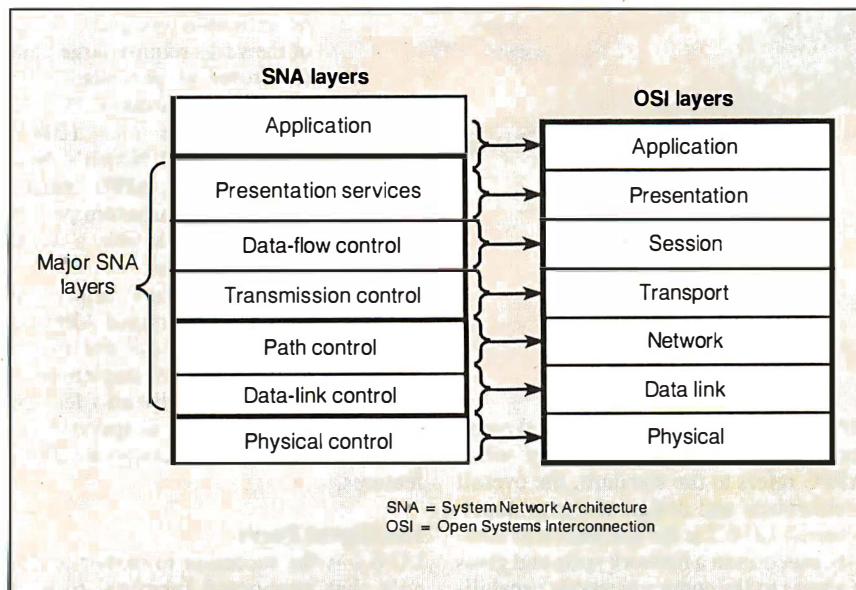 SNA layers
Application
Presentation services
Data-flow control
Transmission control
Path control
Data-link control
Physical control
Major SNA
layers
OSI layers
Application
Presentation
Session
Transport
Network
Data link
Physical
SNA = System Network Architecture
OSI = Open Systems Interconnection